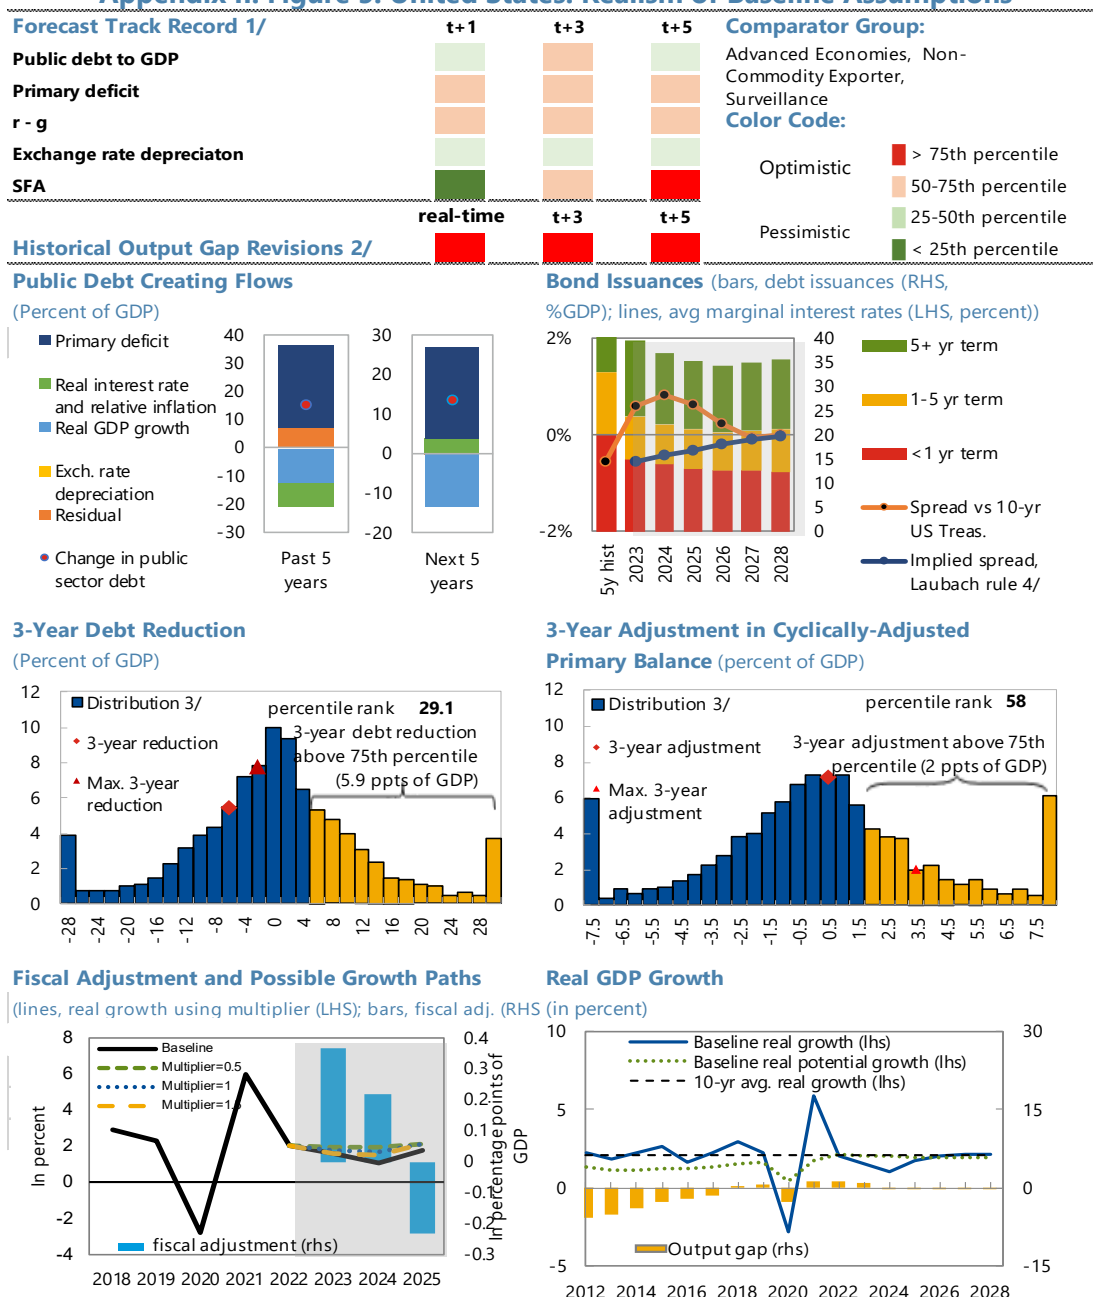 Appendix II. Figure 3. United States: Realism of Baseline Assumptions
Forecast Track Record 1/ t+1 t+3 t+5 Comparator Group:
Public debt to GDP
Primary deficit
r - g
Exchange rate depreciaton
SFA
Advanced Economies, Non-
Commodity Exporter,
Surveillance
Color Code:
Optimistic
> 75th percentile
50-75th percentile
25-50th percentile
Pessimistic
< 25th percentile
real-time t+3 t+5
Historical Output Gap Revisions 2/
Public Debt Creating Flows
(Percent of GDP)
Primary deficit
Real interest rate
and relative inflation
Real GDP growth
Exch. rate
depreciation
Residual
Change in public
sector debt
40
30
20
10
0
-10
-20
-30
Past 5
years
30
20
10
0
-10
-20
Next 5
years
Bond Issuances (bars, debt issuances (RHS,
%GDP); lines, avg marginal interest rates (LHS, percent))
2%
0%
-2%
40
35
30
25
20
15
10
5
0
5y hist 2023 2024 2025 2026 2027 2028
5+ yr term
1-5 yr term
<1 yr term
Spread vs 10-yr
US Treas.
Implied spread,
Laubach rule 4/
3-Year Debt Reduction
(Percent of GDP)
12
10
8
6
4
2
0
Distribution 3/
3-year reduction
Max. 3-year
reduction
percentile rank 29.1
3-year debt reduction
above 75th percentile
(5.9 ppts of GDP)
-28 -24 -20 -16 -12 -8 -4 0 4 8 12 16 20 24 28
3-Year Adjustment in Cyclically-Adjusted
Primary Balance (percent of GDP)
12
10
8
6
4
2
0
Distribution 3/
3-year adjustment
Max. 3-year
adjustment
percentile rank 58
3-year adjustment above 75th
percentile (2 ppts of GDP)
-7.5 -6.5 -5.5 -4.5 -3.5 -2.5 -1.5 -0.5 0.5 1.5 2.5 3.5 4.5 5.5 6.5 7.5
Fiscal Adjustment and Possible Growth Paths
(lines, real growth using multiplier (LHS); bars, fiscal adj. (RHS (in percent)
8
6
4
2
0
-2
-4
In percent
Baseline
Multiplier=0.5
Multiplier=1
Multiplier=1.5
0.4
0.3
0.2
0.1
0
-0.1
-0.2
-0.3
In percentage points of
GDP
fiscal adjustment (rhs)
2018 2019 2020 2021 2022 2023 2024 2025
Real GDP Growth
10
5
0
-5
Baseline real growth (lhs)
Baseline real potential growth (lhs)
10-yr avg. real growth (lhs)
30
15
0
-15
Output gap (rhs)
2012 2014 2016 2018 2020 2022 2024 2026 2028